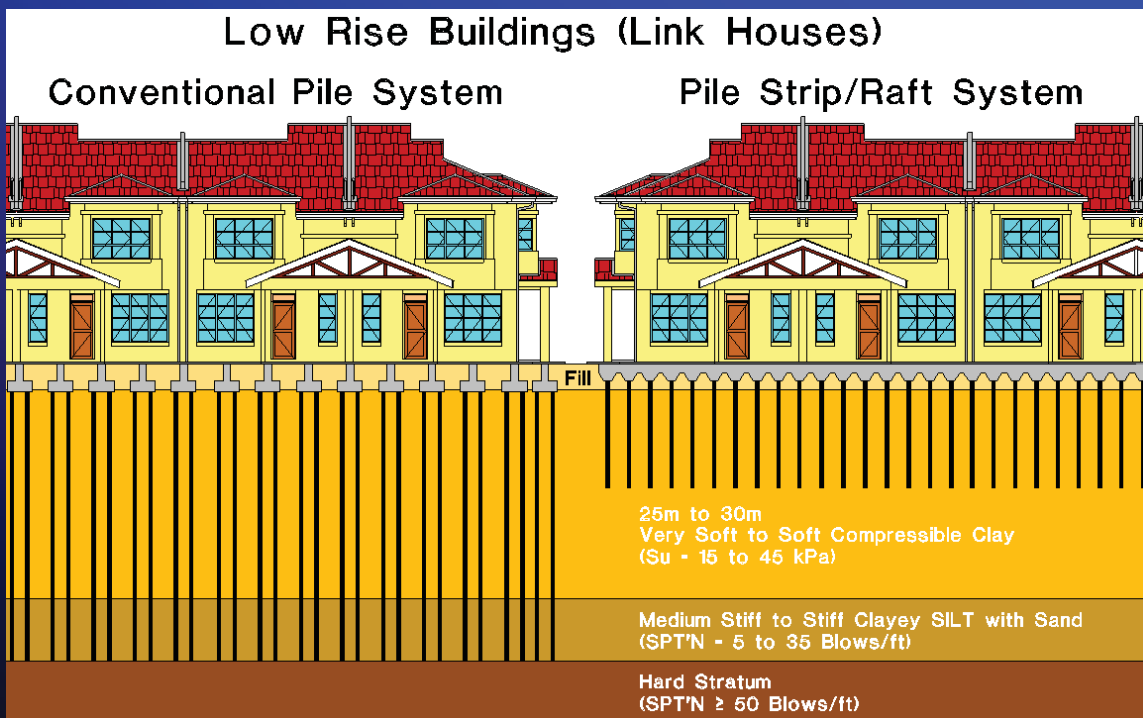 Low Rise Buildings (Link Houses)
Conventional Pile System
Pile Strip/Raft System
Fill
25m to 30m
Very Soft to Soft Compressible Clay
(Su - 15 to 45 kPa)
Medium Stiff to Stiff Clayey SILT with Sand
(SPT'N - 5 to 35 Blows/ft)
Hard Stratum
(SPT'N ≥ 50 Blows/ft)